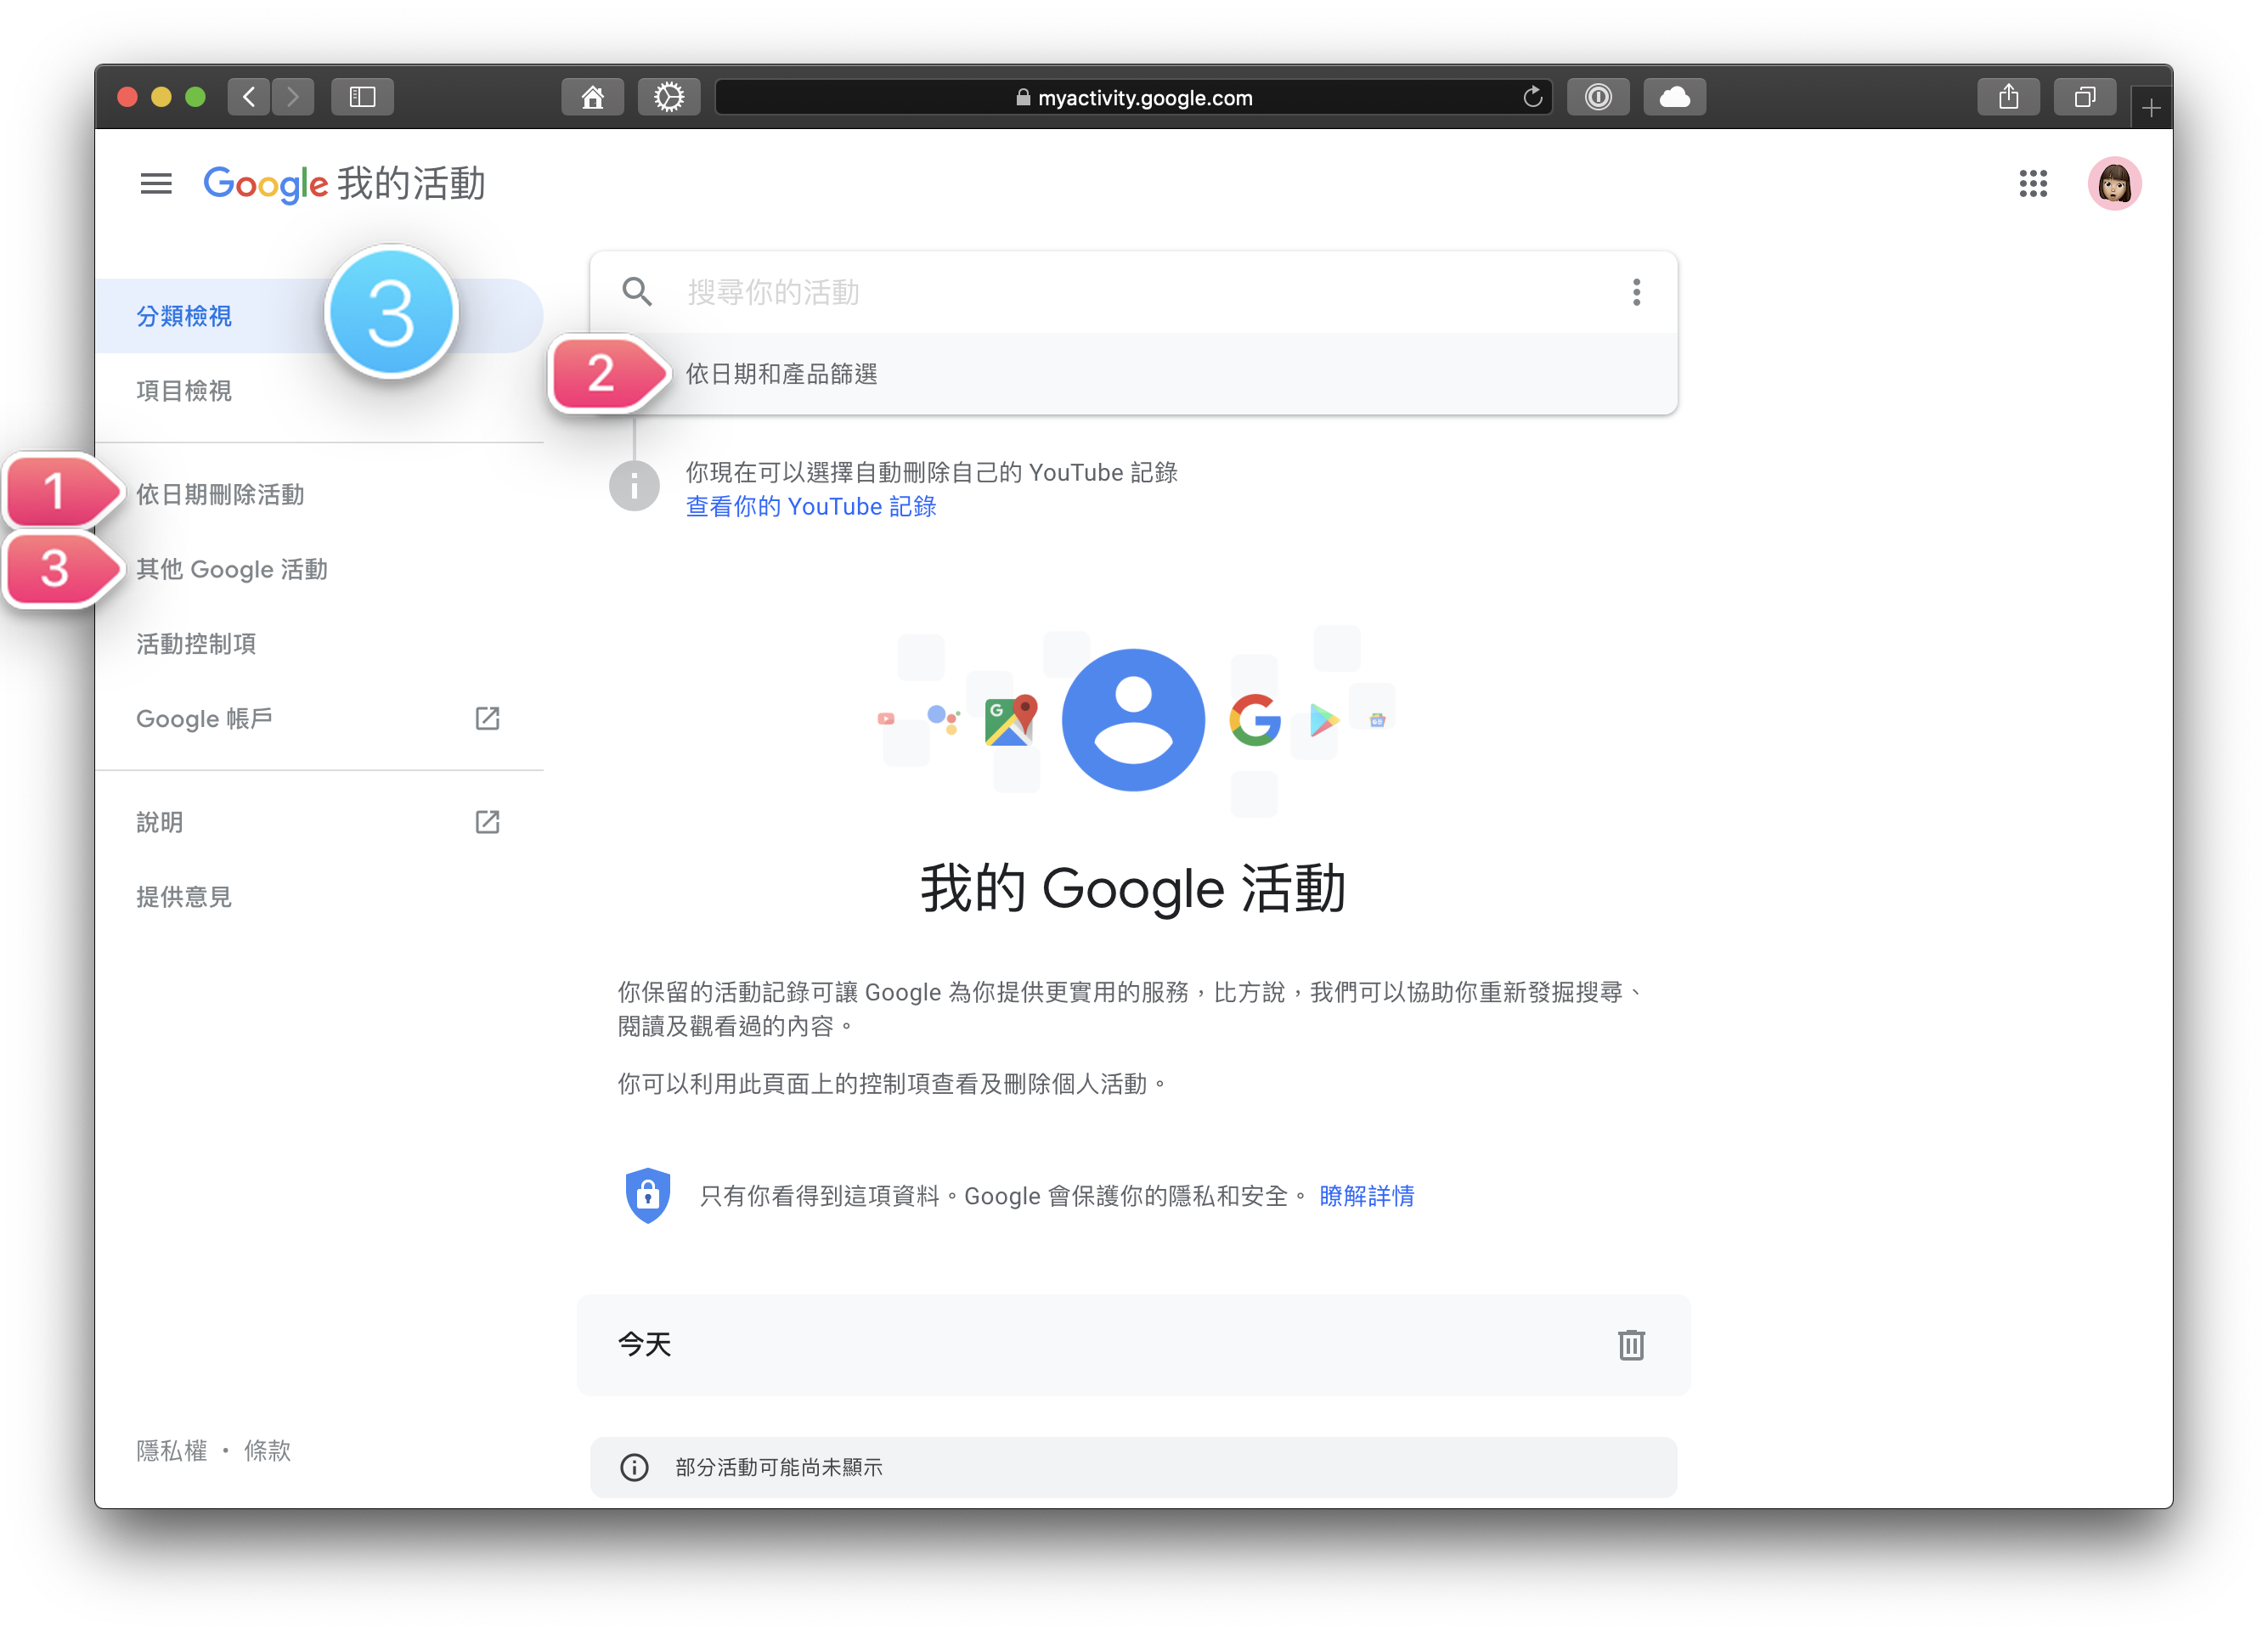 myactivity.google.com
Google 我的活動
分類檢視
3
項目檢視
1
依日期刪除活動
3
其他 Google 活動
活動控制項
Google 帳戶
說明
提供意見
隱私權 · 條款
搜尋你的活動
2
依日期和產品篩選
你現在可以選擇自動刪除自己的 YouTube 記錄
查看你的 YouTube 記錄
我的 Google 活動
你保留的活動記錄可讓 Google 為你提供更實用的服務，比方說，我們可以協助你重新發掘搜尋、
閱讀及觀看過的內容。
你可以利用此頁面上的控制項查看及刪除個人活動。
只有你看得到這項資料。Google 會保護你的隱私和安全。 瞭解詳情
今天
部分活動可能尚未顯示